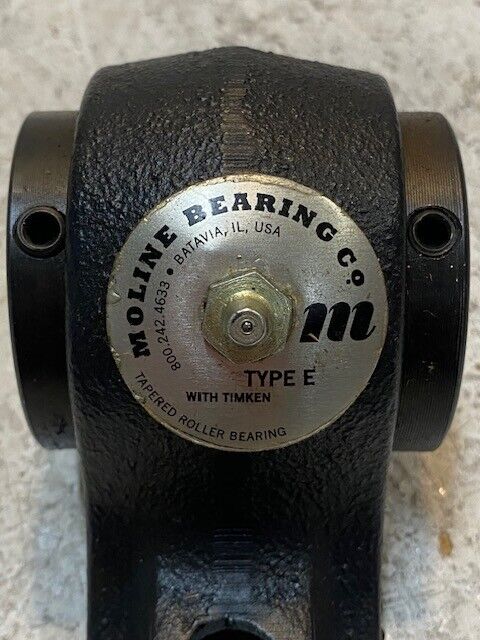 MOLINE BEARING CO.
800.242.4633 • BATAVIA, IL, USA
m
TYPE E
WITH TIMKEN
TAPERED ROLLER BEARING